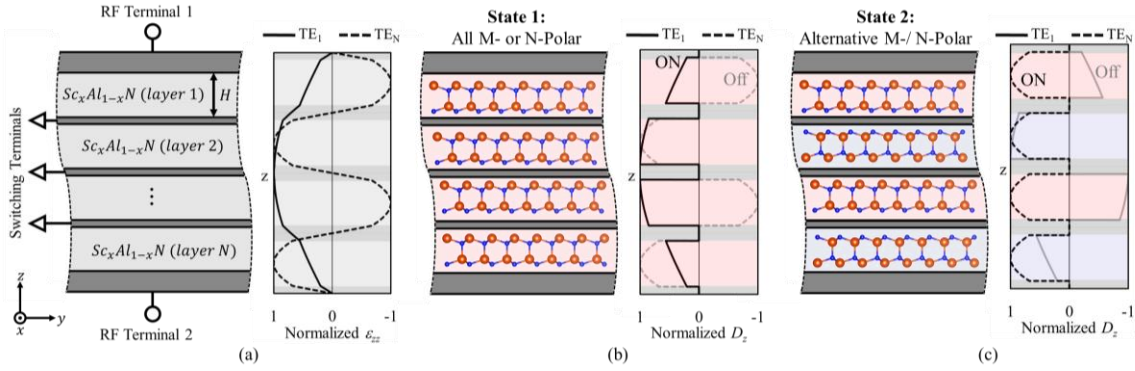 RF Terminal 1
Switching Terminals
Sc_xAl_{1−x}N (layer 1)
H
Sc_xAl_{1−x}N (layer 2)
⋮
Sc_xAl_{1−x}N (layer N)
z
x
y
RF Terminal 2
(a)
TE₁ TE_N
z
1 0 -1
Normalized ε_zz
State 1:
All M- or N-Polar
TE₁ TE_N
ON Off
z
1 0 -1
Normalized D_z
(b)
State 2:
Alternative M-/ N-Polar
TE₁ TE_N
ON Off
z
1 0 -1
Normalized D_z
(c)